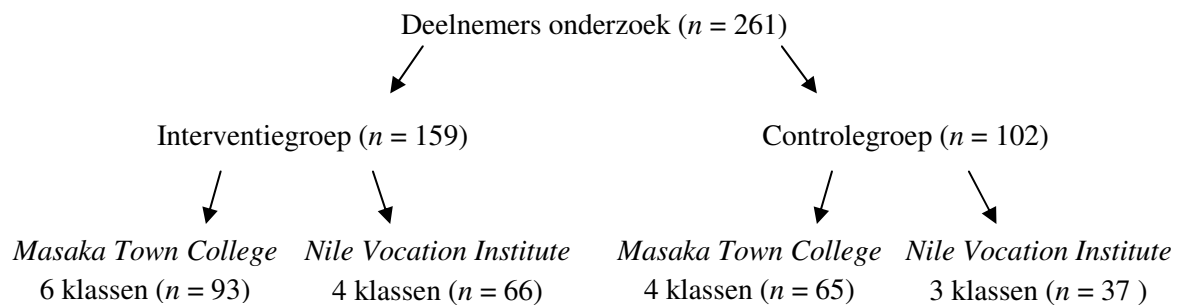 Deelnemers onderzoek (n = 261)
Interventiegroep (n = 159) Controlegroep (n = 102)
Masaka Town College Nile Vocation Institute Masaka Town College Nile Vocation Institute
6 klassen (n = 93) 4 klassen (n = 66) 4 klassen (n = 65) 3 klassen (n = 37 )